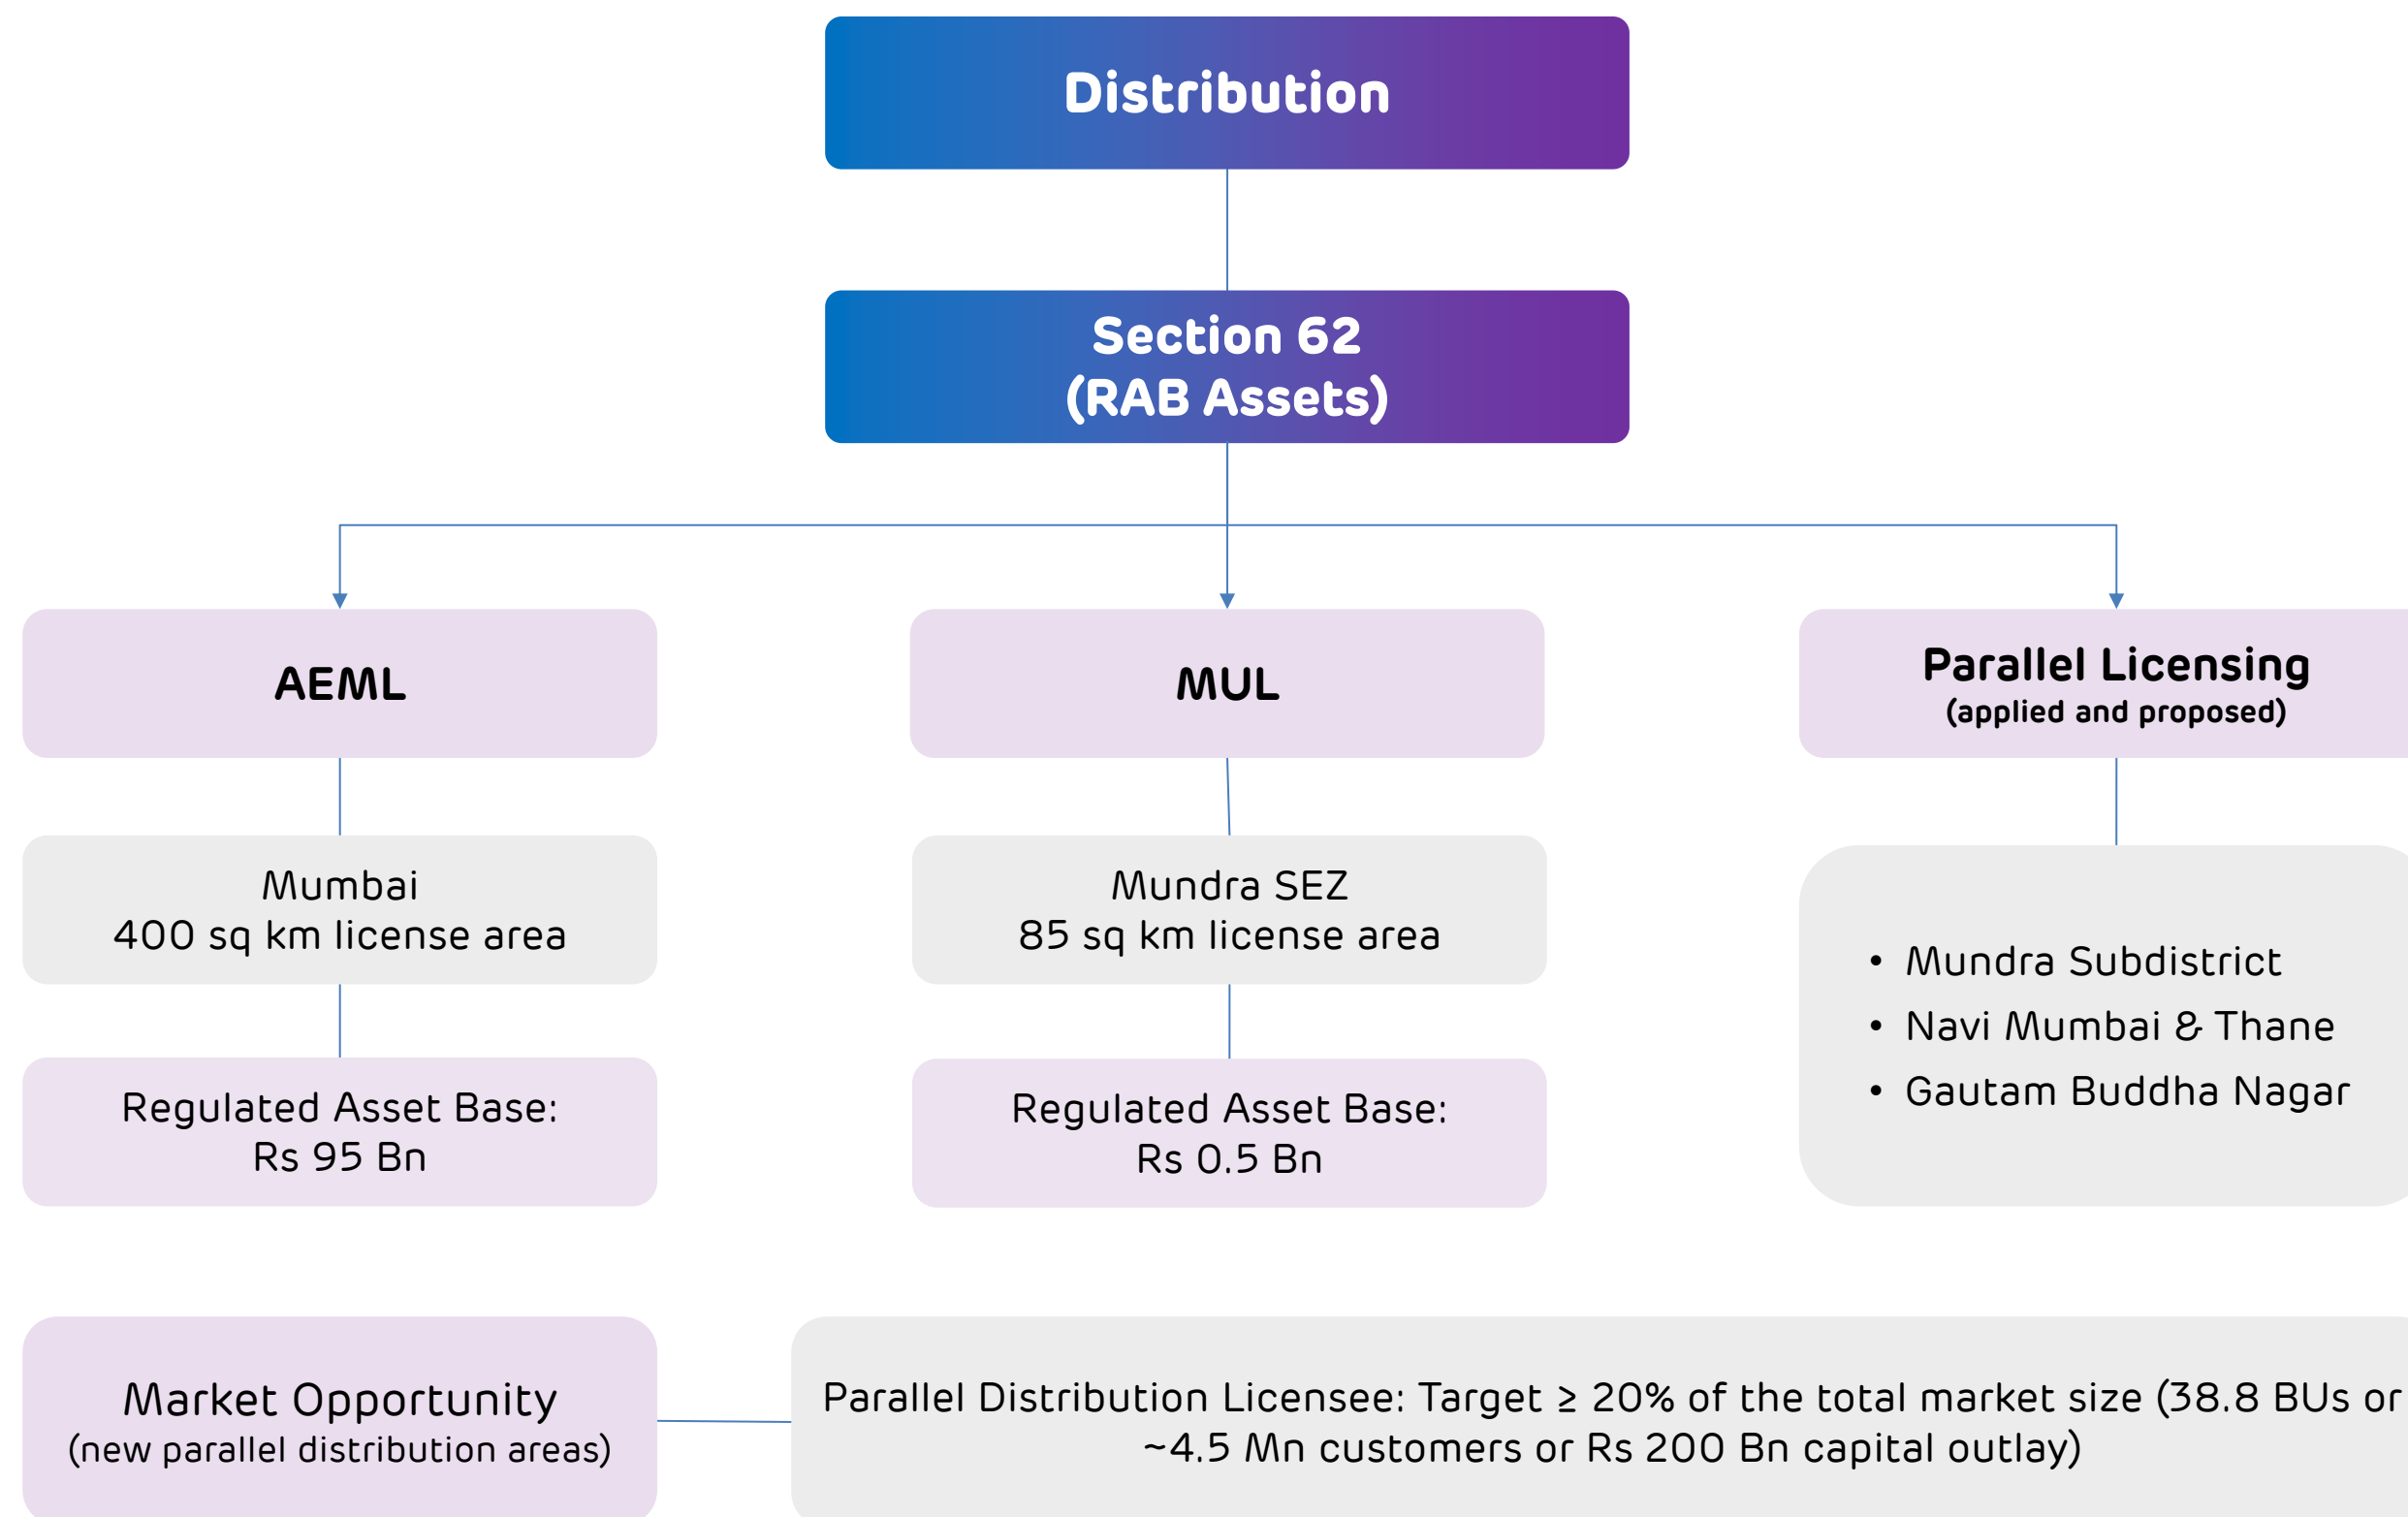 Distribution
Section 62
(RAB Assets)
AEML
MUL
Parallel Licensing
(applied and proposed)
Mumbai
400 sq km license area
Mundra SEZ
85 sq km license area
• Mundra Subdistrict
• Navi Mumbai & Thane
• Gautam Buddha Nagar
Regulated Asset Base:
Rs 95 Bn
Regulated Asset Base:
Rs 0.5 Bn
Market Opportunity
(new parallel distribution areas)
Parallel Distribution Licensee: Target ≥ 20% of the total market size (38.8 BUs or
~4.5 Mn customers or Rs 200 Bn capital outlay)